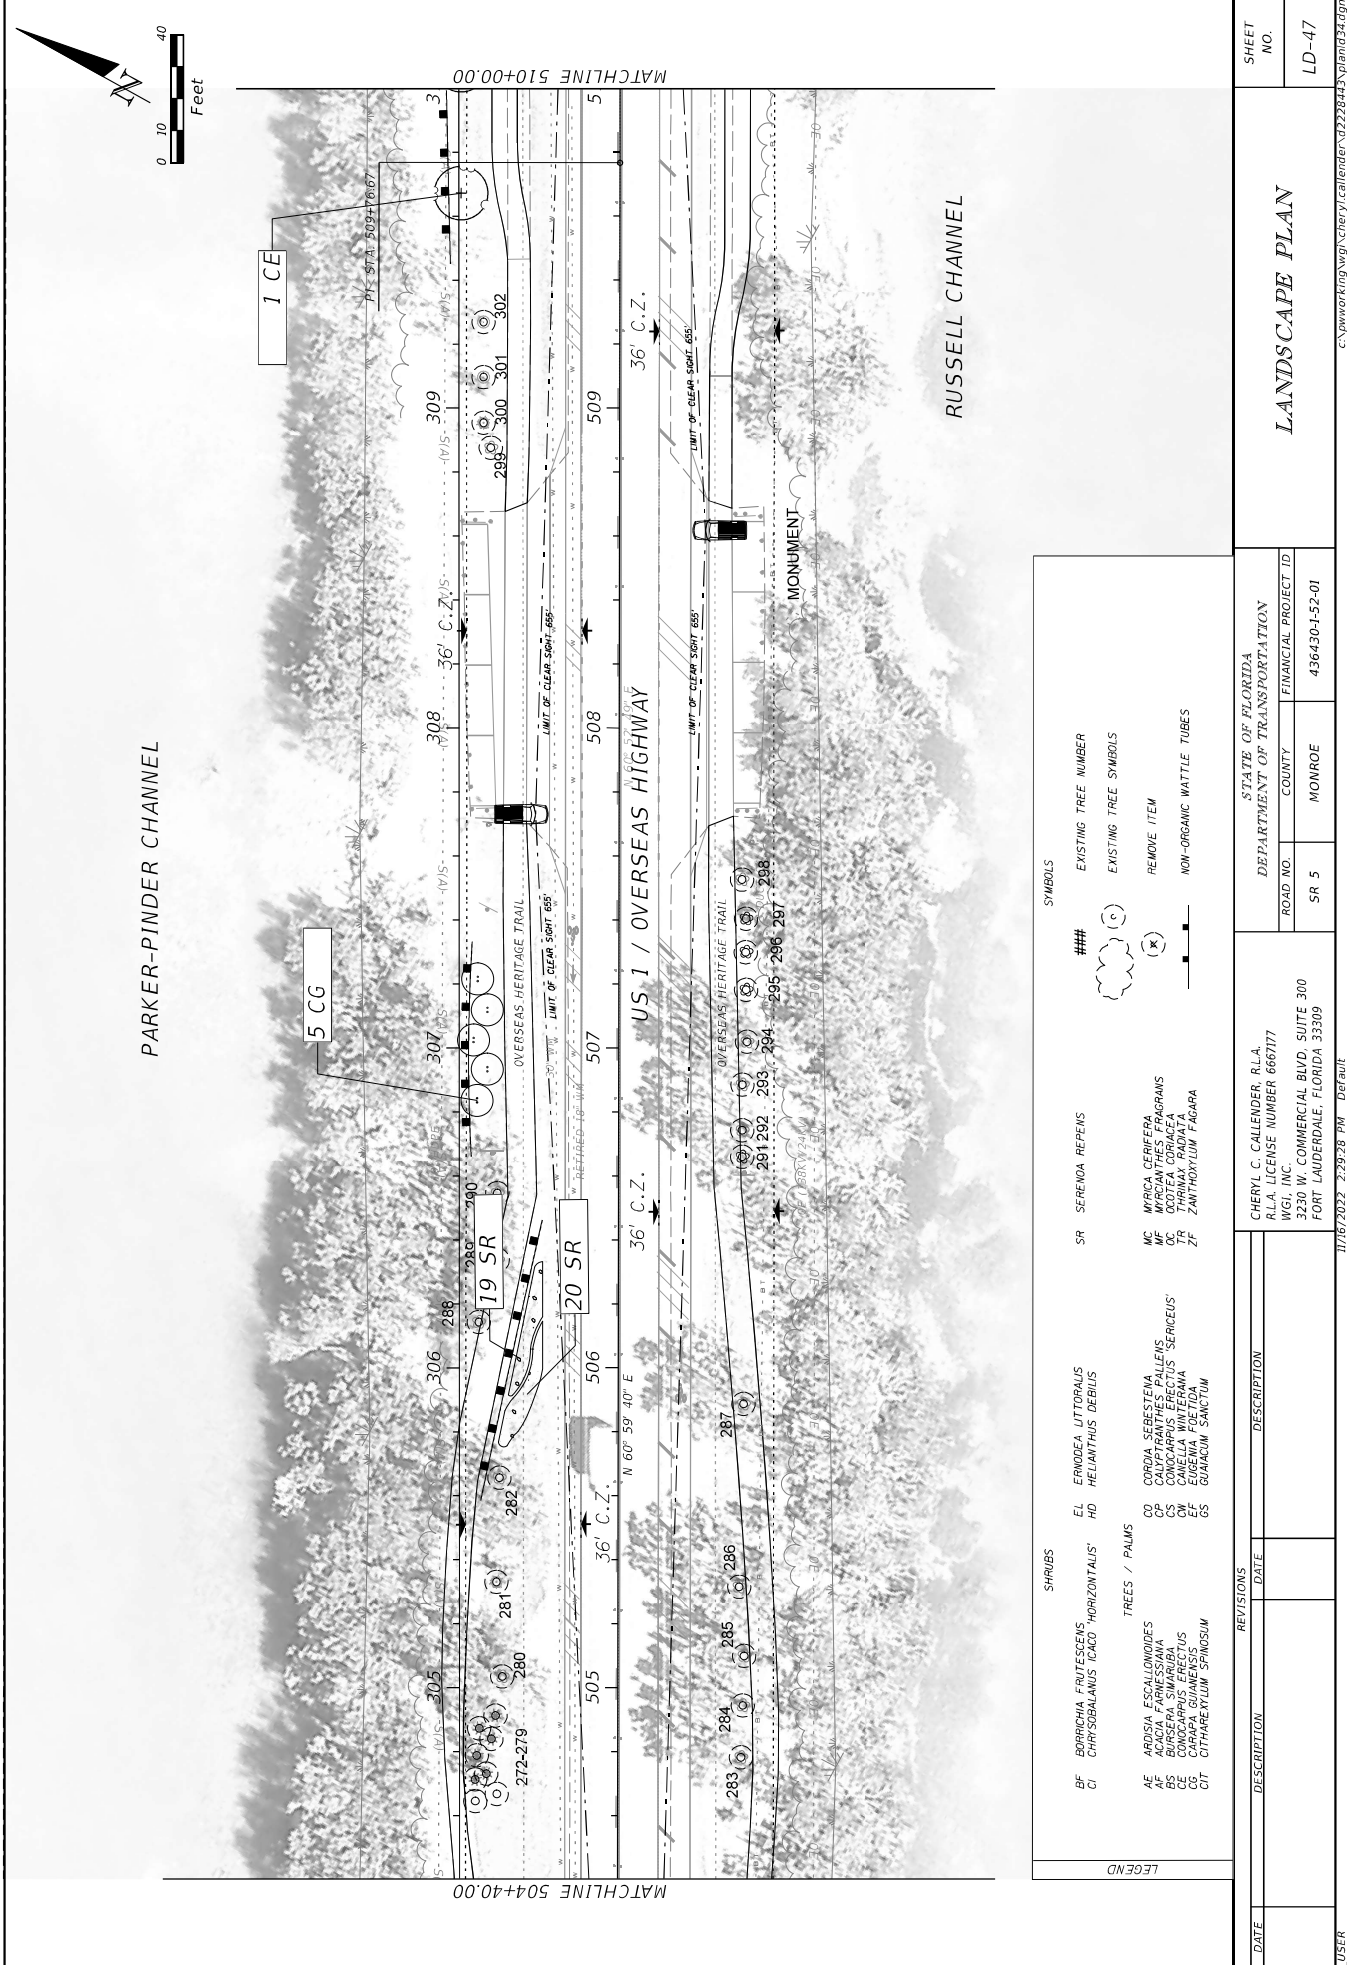 MATCHLINE 504+40.00
MATCHLINE 510+00.00
0 10 40
Feet
N
PARKER-PINDER CHANNEL
RUSSELL CHANNEL
US 1 / OVERSEAS HIGHWAY
1 CE
5 CG
19 SR
20 SR
PI STA. 509+76.67
305
306
307
308
309
3
505
506
507
508
509
5
272-279
280
281
282
283
284
285
286
287
288
289
290
291
292
293
294
295
296
297
298
299
300
301
302
36' C.Z.
36' C.Z.
36' C.Z.
36' C.Z.
N 60° 59' 40" E
OVERSEAS HERITAGE TRAIL
OVERSEAS HERITAGE TRAIL
LIMIT OF CLEAR SIGHT 655'
LIMIT OF CLEAR SIGHT 655'
LIMIT OF CLEAR SIGHT 655'
LIMIT OF CLEAR SIGHT 655'
MONUMENT
LEGEND
SHRUBS
BF BORRICHIA FRUTESCENS
CI CHRYSOBALANUS ICACO 'HORIZONTALIS'
EL ERNODEA LITTORALIS
HD HELIANTHUS DEBILIS
SR SERENOA REPENS
TREES / PALMS
AE ARDISIA ESCALLONIOIDES
AF ACACIA FARNESSIANA
BS BURSERA SIMARUBA
CE CONOCARPUS ERECTUS
CG CARAPA GUIANENSIS
CIT CITHAREXYLUM SPINOSUM
CO CORDIA SEBESTENA
CP CALYPTRANTHES PALLENS
CS CONOCARPUS ERECTUS 'SERICEUS'
CW CANELLA WINTERANA
EF EUGENIA FOETIDA
GS GUAIACUM SANCTUM
MC MYRICA CERIFERA
MF MYRCIANTHES FRAGRANS
OC OCOTEA CORIACEA
TR THRINAX RADIATA
ZF ZANTHOXYLUM FAGARA
SYMBOLS
### EXISTING TREE NUMBER
EXISTING TREE SYMBOLS
REMOVE ITEM
NON-ORGANIC WATTLE TUBES
REVISIONS
DATE DESCRIPTION DATE DESCRIPTION
CHERYL C. CALLENDER, R.L.A.
R.L.A. LICENSE NUMBER 6667177
WGI, INC.
3230 W. COMMERCIAL BLVD, SUITE 300
FORT LAUDERDALE, FLORIDA 33309
STATE OF FLORIDA
DEPARTMENT OF TRANSPORTATION
ROAD NO. COUNTY FINANCIAL PROJECT ID
SR 5 MONROE 436430-1-52-01
LANDSCAPE PLAN
SHEET
NO.
LD-47
USER 11/16/2022 2:29:28 PM Default c:\pwworking\wgi\cheryl.callender\d2228443\planld34.dgn